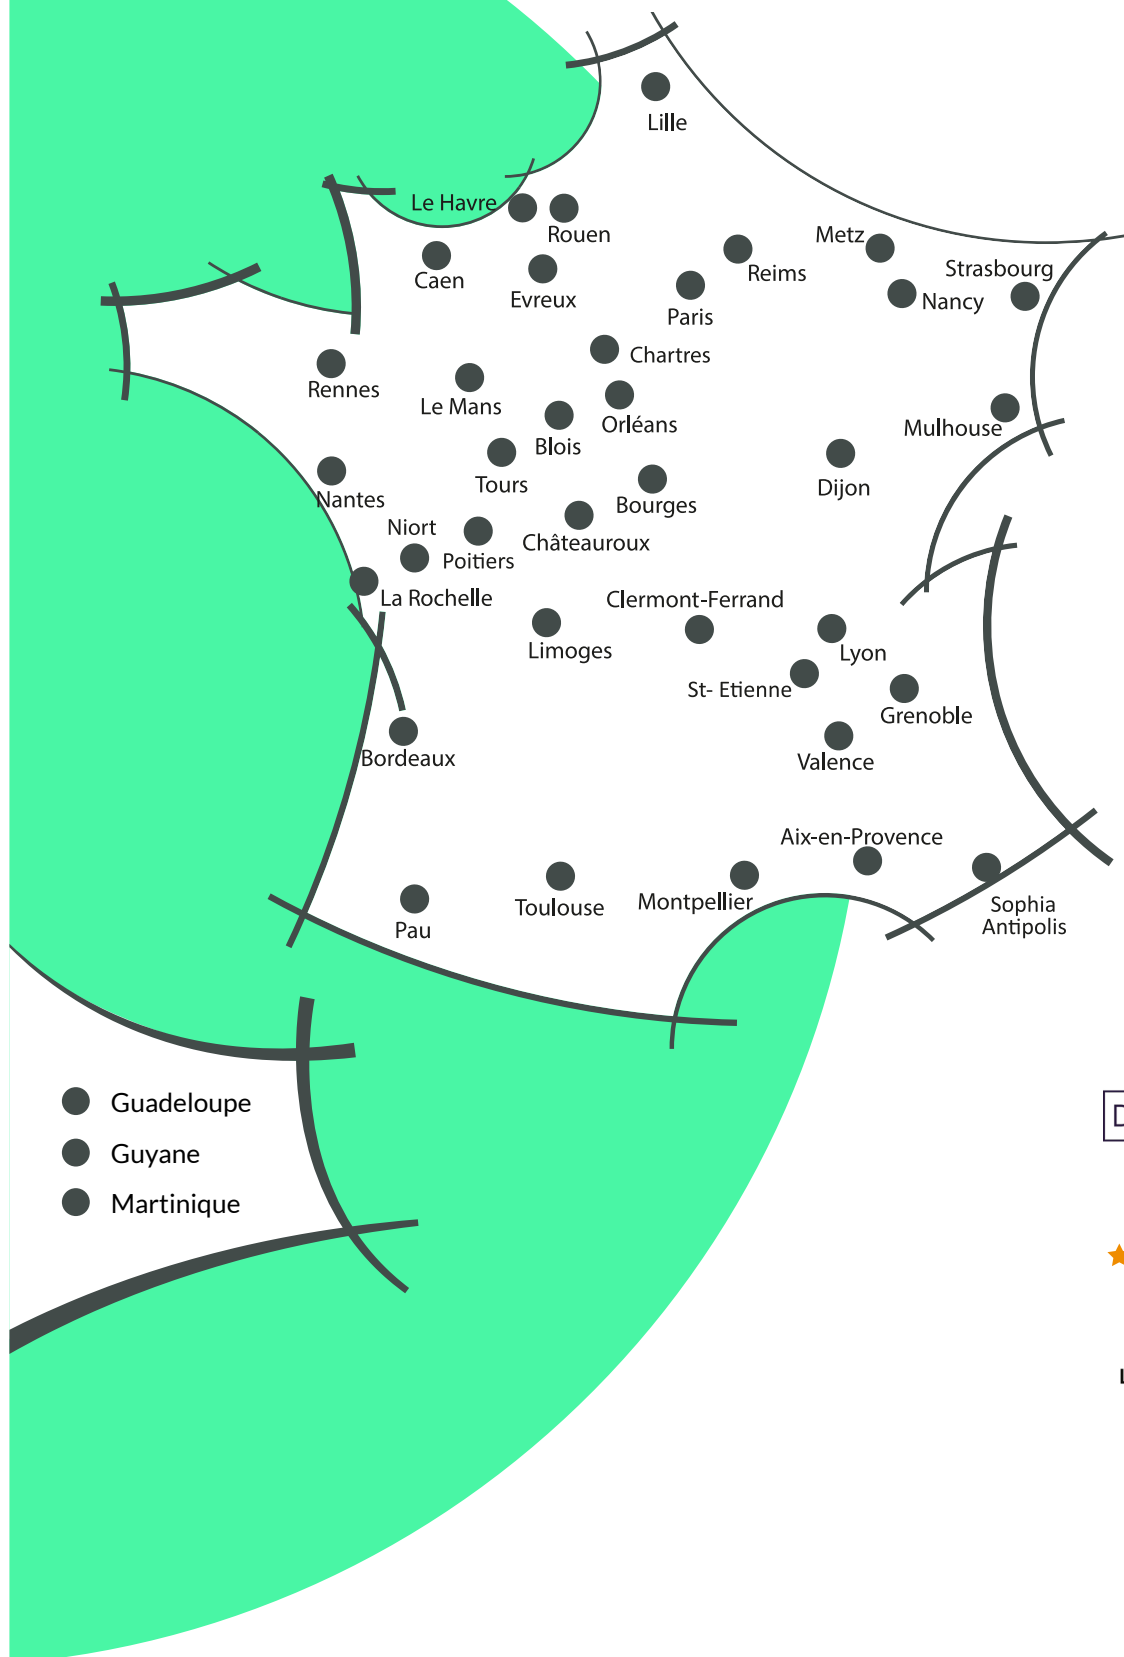 Lille
Le Havre
Rouen
Metz
Caen
Reims
Strasbourg
Evreux
Nancy
Paris
Chartres
Rennes
Le Mans
Orléans
Mulhouse
Blois
Tours
Dijon
Nantes
Bourges
Niort
Châteauroux
Poitiers
La Rochelle
Clermont-Ferrand
Limoges
Lyon
St- Etienne
Grenoble
Bordeaux
Valence
Aix-en-Provence
Montpellier
Toulouse
Sophia
Antipolis
Pau
Guadeloupe
Guyane
Martinique